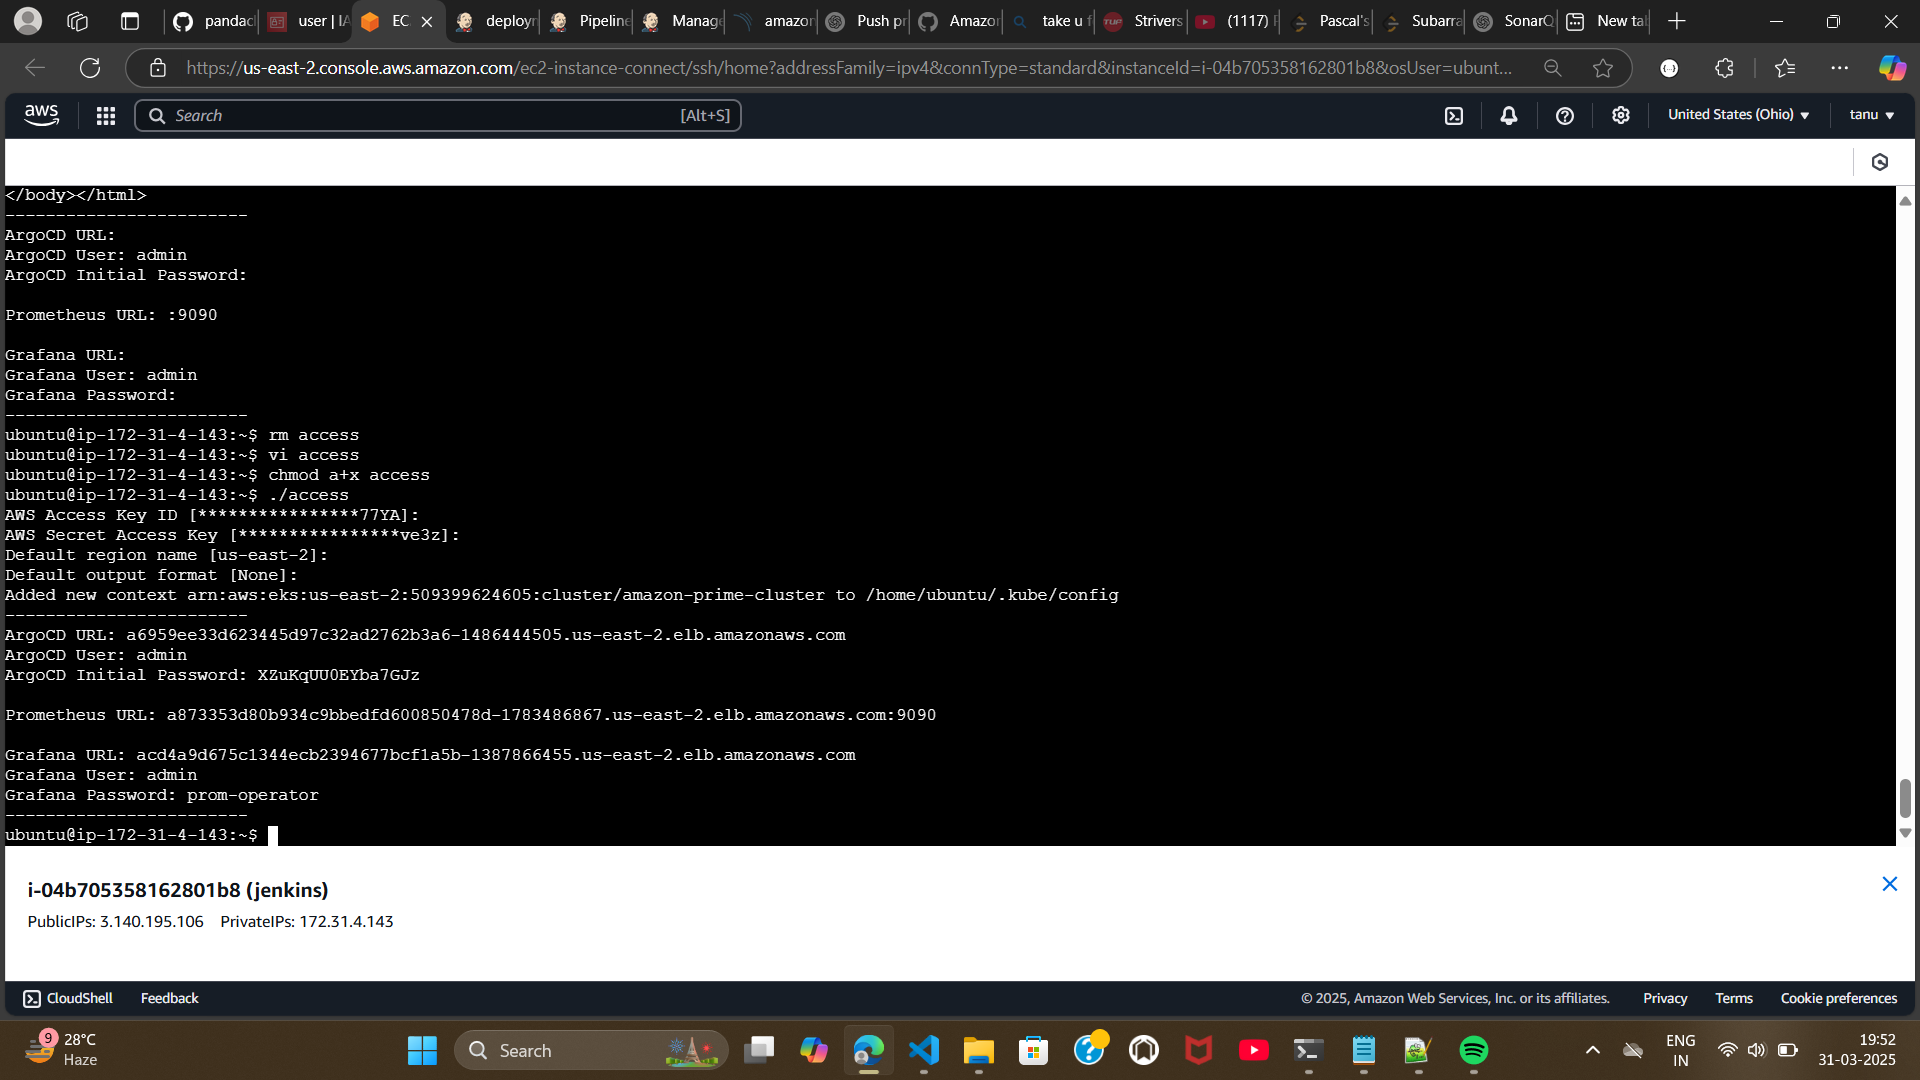 pandacl
user | IA
EC
deployn
Pipeline
Manage
amazon
Push pr
Amazon
take u f
Strivers
(1117) F
Pascal's
Subarra
SonarQ
New tab
https://us-east-2.console.aws.amazon.com/ec2-instance-connect/ssh/home?addressFamily=ipv4&connType=standard&instanceId=i-04b705358162801b8&osUser=ubunt...
aws
Search
[Alt+S]
United States (Ohio)
tanu
</body></html>
------------------------
ArgoCD URL:
ArgoCD User: admin
ArgoCD Initial Password:
Prometheus URL: :9090
Grafana URL:
Grafana User: admin
Grafana Password:
------------------------
ubuntu@ip-172-31-4-143:~$ rm access
ubuntu@ip-172-31-4-143:~$ vi access
ubuntu@ip-172-31-4-143:~$ chmod a+x access
ubuntu@ip-172-31-4-143:~$ ./access
AWS Access Key ID [****************77YA]:
AWS Secret Access Key [****************ve3z]:
Default region name [us-east-2]:
Default output format [None]:
Added new context arn:aws:eks:us-east-2:509399624605:cluster/amazon-prime-cluster to /home/ubuntu/.kube/config
------------------------
ArgoCD URL: a6959ee33d623445d97c32ad2762b3a6-1486444505.us-east-2.elb.amazonaws.com
ArgoCD User: admin
ArgoCD Initial Password: XZuKqUU0EYba7GJz
Prometheus URL: a873353d80b934c9bbedfd600850478d-1783486867.us-east-2.elb.amazonaws.com:9090
Grafana URL: acd4a9d675c1344ecb2394677bcf1a5b-1387866455.us-east-2.elb.amazonaws.com
Grafana User: admin
Grafana Password: prom-operator
------------------------
ubuntu@ip-172-31-4-143:~$
i-04b705358162801b8 (jenkins)
PublicIPs: 3.140.195.106 PrivateIPs: 172.31.4.143
CloudShell
Feedback
© 2025, Amazon Web Services, Inc. or its affiliates.
Privacy
Terms
Cookie preferences
9
28°C
Haze
Search
ENG
IN
19:52
31-03-2025